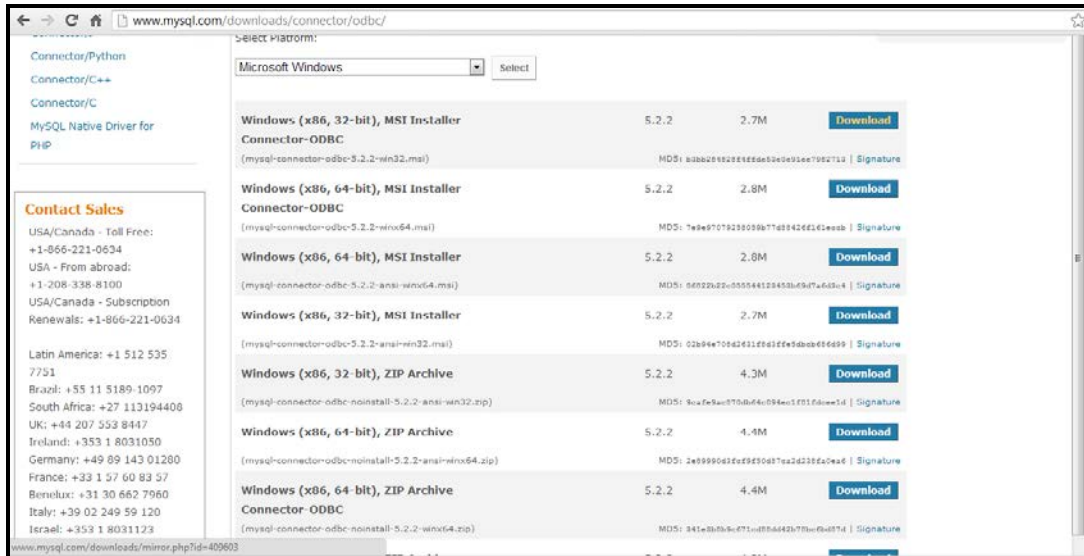 www.mysql.com/downloads/connector/odbc/
Select Platform:
Connector/Python
Connector/C++
Connector/C
MySQL Native Driver for
PHP
Contact Sales
USA/Canada - Toll Free:
+1-866-221-0634
USA - From abroad:
+1-208-338-8100
USA/Canada - Subscription
Renewals: +1-866-221-0634
Latin America: +1 512 535
7751
Brazil: +55 11 5189-1097
South Africa: +27 113194408
UK: +44 207 553 8447
Ireland: +353 1 8031050
Germany: +49 89 143 01280
France: +33 1 57 60 83 57
Benelux: +31 30 662 7960
Italy: +39 02 249 59 120
Israel: +353 1 8031123
www.mysql.com/downloads/mirror.php?id=409603
Microsoft Windows Select
Windows (x86, 32-bit), MSI Installer 5.2.2 2.7M Download
Connector-ODBC
(mysql-connector-odbc-5.2.2-win32.msi) MD5: | Signature
Windows (x86, 64-bit), MSI Installer 5.2.2 2.8M Download
Connector-ODBC
(mysql-connector-odbc-5.2.2-winx64.msi) MD5: | Signature
Windows (x86, 64-bit), MSI Installer 5.2.2 2.8M Download
(mysql-connector-odbc-5.2.2-ansi-winx64.msi) MD5: | Signature
Windows (x86, 32-bit), MSI Installer 5.2.2 2.7M Download
(mysql-connector-odbc-5.2.2-ansi-win32.msi) MD5: | Signature
Windows (x86, 32-bit), ZIP Archive 5.2.2 4.3M Download
(mysql-connector-odbc-noinstall-5.2.2-ansi-win32.zip) MD5: | Signature
Windows (x86, 64-bit), ZIP Archive 5.2.2 4.4M Download
(mysql-connector-odbc-noinstall-5.2.2-ansi-winx64.zip) MD5: | Signature
Windows (x86, 64-bit), ZIP Archive 5.2.2 4.4M Download
Connector-ODBC
(mysql-connector-odbc-noinstall-5.2.2-winx64.zip) MD5: | Signature